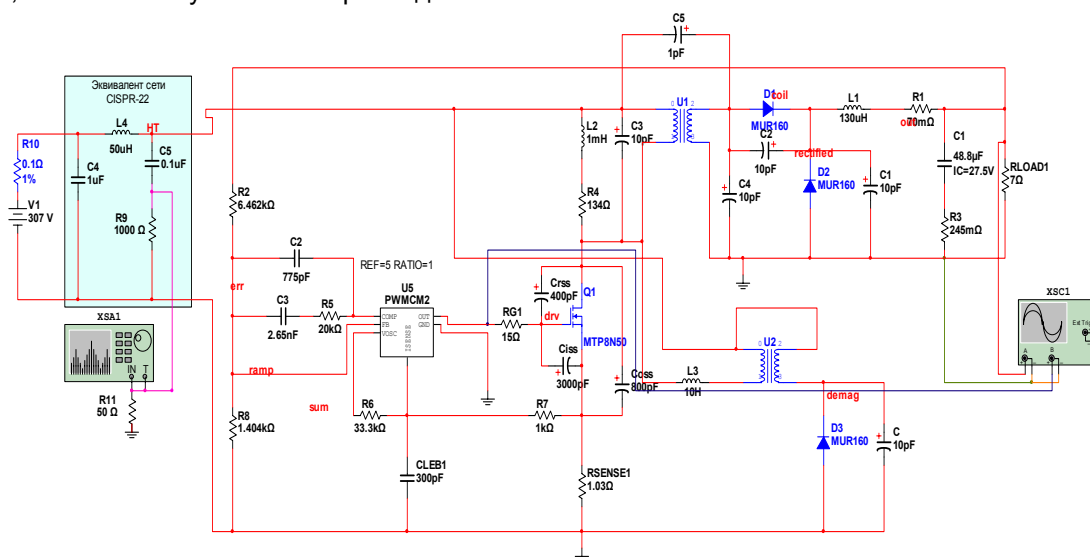 C5
1pF
Эквивалент сети
CISPR-22
HT
L4
50uH
R10
0.1Ω
1%
C4
1uF
C5
0.1uF
V1
307 V
R9
1000 Ω
R2
6.462kΩ
L2
1mH
C3
10pF
U1
D1
coil
MUR160
L1
130uH
R1
70mΩ
C2
10pF
rectified
D2
MUR160
C4
10pF
C1
10pF
C1
48.8µF
IC=27.5V
RLOAD1
7Ω
R4
134Ω
R3
245mΩ
C2
775pF
REF=5 RATIO=1
U5
PWMCM2
err
C3
2.65nF
R5
20kΩ
COMP
FB
VOSC
OUT
GND
ISENSE
RG1
15Ω
drv
Crss
400pF
Q1
MTP8N50
Ciss
3000pF
Coss
800pF
XSA1
IN
T
R11
50 Ω
ramp
sum
R8
1.404kΩ
R6
33.3kΩ
R7
1kΩ
CLEB1
300pF
RSENSE1
1.03Ω
L3
10H
U2
demag
D3
MUR160
C
10pF
XSC1
Ext Trig
A
B